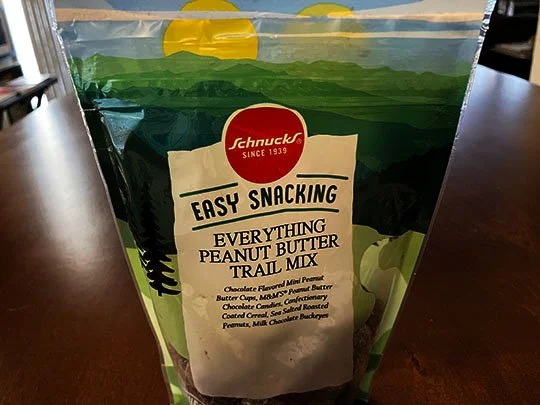 Schnucks®
SINCE 1939
EASY SNACKING
EVERYTHING
PEANUT BUTTER
TRAIL MIX
Chocolate Flavored Mini Peanut
Butter Cups, M&M'S® Peanut Butter
Chocolate Candies, Confectionary
Coated Cereal, Sea Salted Roasted
Peanuts, Milk Chocolate Buckeyes